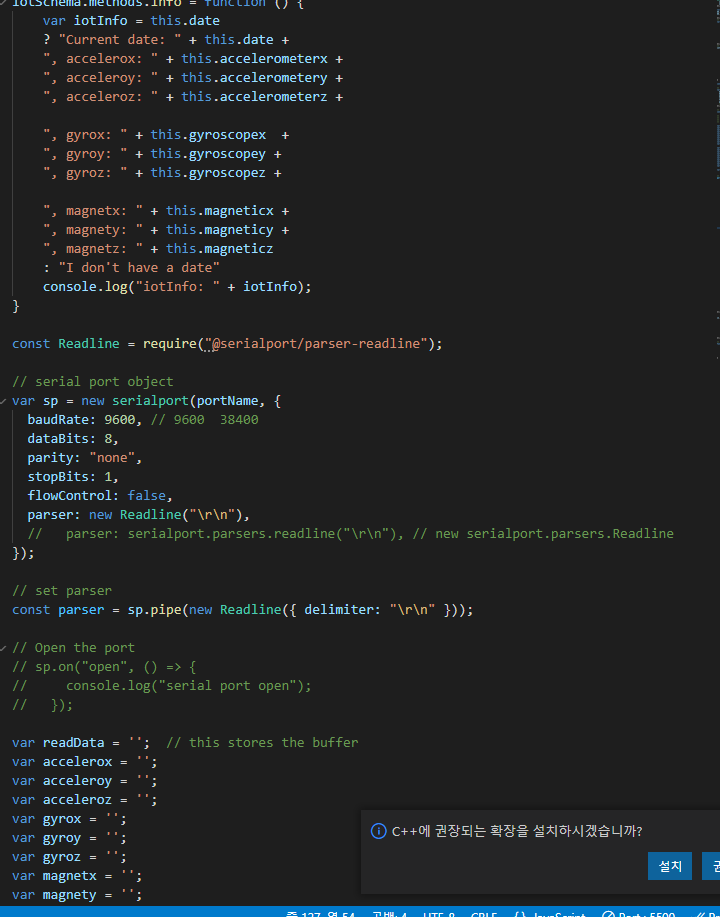 iotSchema.methods.info = function () {
    var iotInfo = this.date
    ? "Current date: " + this.date +
    ", accelerox: " + this.accelerometerx +
    ", acceleroy: " + this.accelerometery +
    ", acceleroz: " + this.accelerometerz +
    ", gyrox: " + this.gyroscopex  +
    ", gyroy: " + this.gyroscopey +
    ", gyroz: " + this.gyroscopez +
    ", magnetx: " + this.magneticx +
    ", magnety: " + this.magneticy +
    ", magnetz: " + this.magneticz
    : "I don't have a date"
    console.log("iotInfo: " + iotInfo);
}
const Readline = require("@serialport/parser-readline");
// serial port object
var sp = new serialport(portName, {
  baudRate: 9600, // 9600  38400
  dataBits: 8,
  parity: "none",
  stopBits: 1,
  flowControl: false,
  parser: new Readline("\r\n"),
  //   parser: serialport.parsers.readline("\r\n"), // new serialport.parsers.Readline
});
// set parser
const parser = sp.pipe(new Readline({ delimiter: "\r\n" }));
// Open the port
// sp.on("open", () => {
//     console.log("serial port open");
//   });
var readData = '';  // this stores the buffer
var accelerox = '';
var acceleroy = '';
var acceleroz = '';
var gyrox = '';
var gyroy = '';
var gyroz = '';
var magnetx = '';
var magnety = '';
C++에 권장되는 확장을 설치하시겠습니까?
설치
줄 137, 열 54 공백: 4 UTF-8 CRLF {} JavaScript Port : 5500